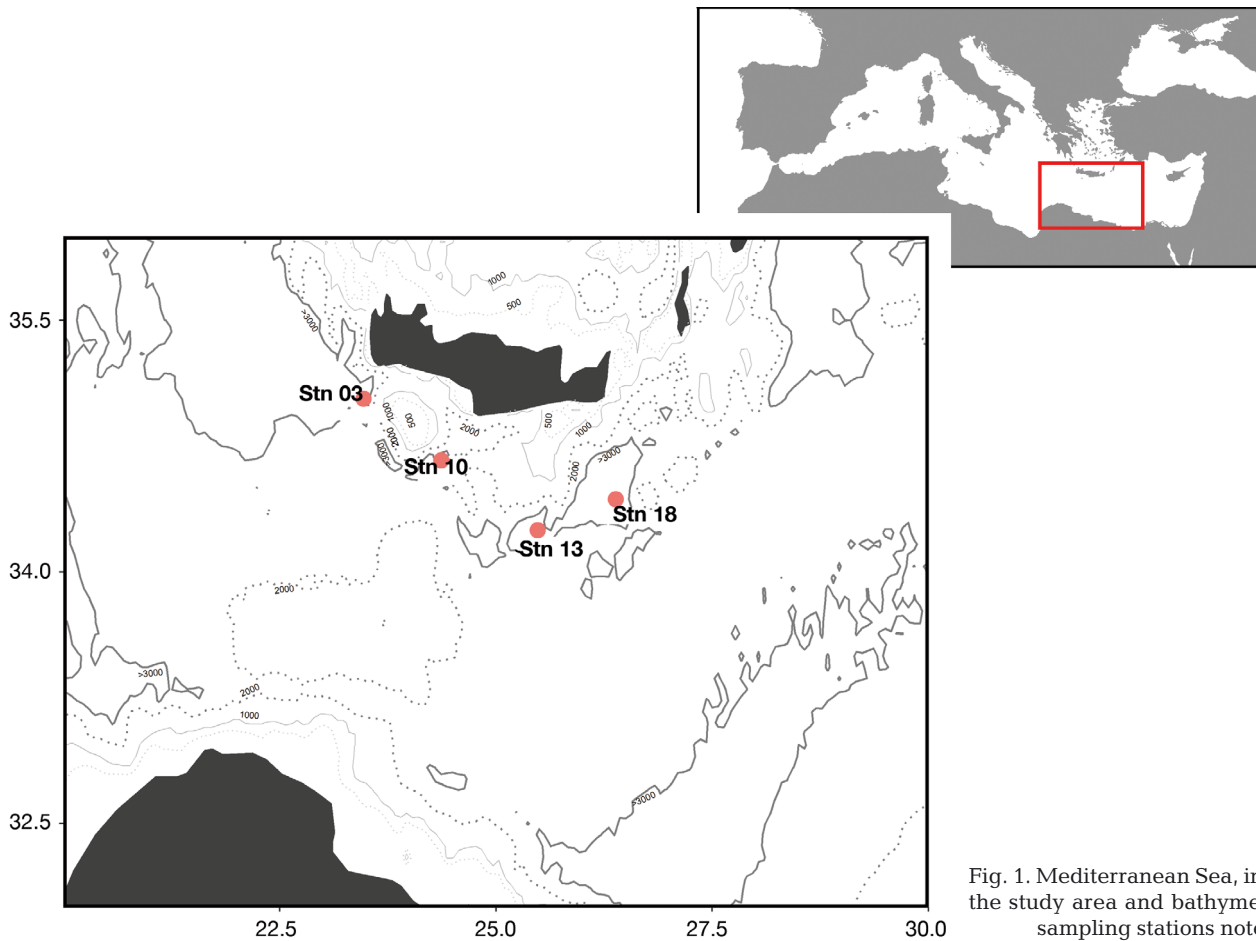 1000
500
35.5
>3000
Stn 03
1000
500
2000
2000
500
1000
>3000
Stn 10
2000
>3000
Stn 18
Stn 13
34.0
2000
>3000
2000
1000
32.5
>3000
22.5 25.0 27.5 30.0
Fig. 1. Mediterranean Sea, in
the study area and bathyme
sampling stations note